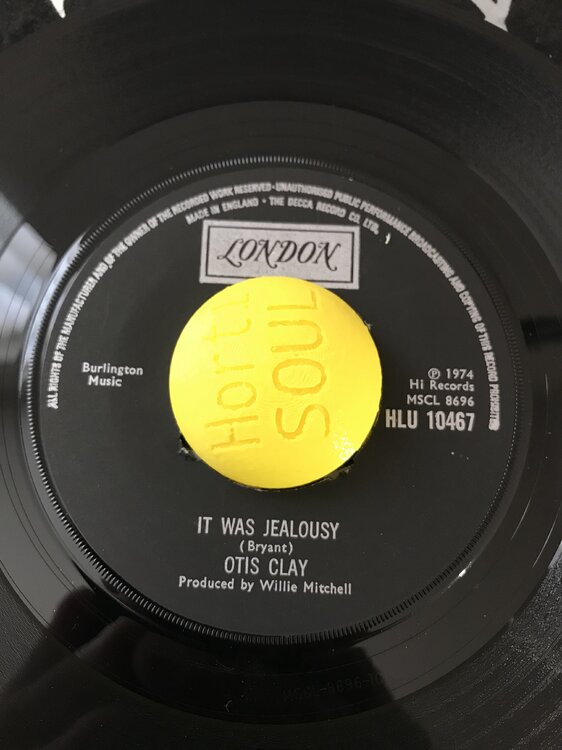 ALL RIGHTS OF THE MANUFACTURER AND OF THE OWNER OF THE RECORDED WORK RESERVED·UNAUTHORISED PUBLIC PERFORMANCE BROADCASTING AND COPYING OF THIS RECORD PROHIBITED
MADE IN ENGLAND · THE DECCA RECORD CO. LTD.
LONDON
SOUL
Burlington
Music
℗ 1974
Hi Records
MSCL 8696
HLU 10467
IT WAS JEALOUSY
(Bryant)
OTIS CLAY
Produced by Willie Mitchell